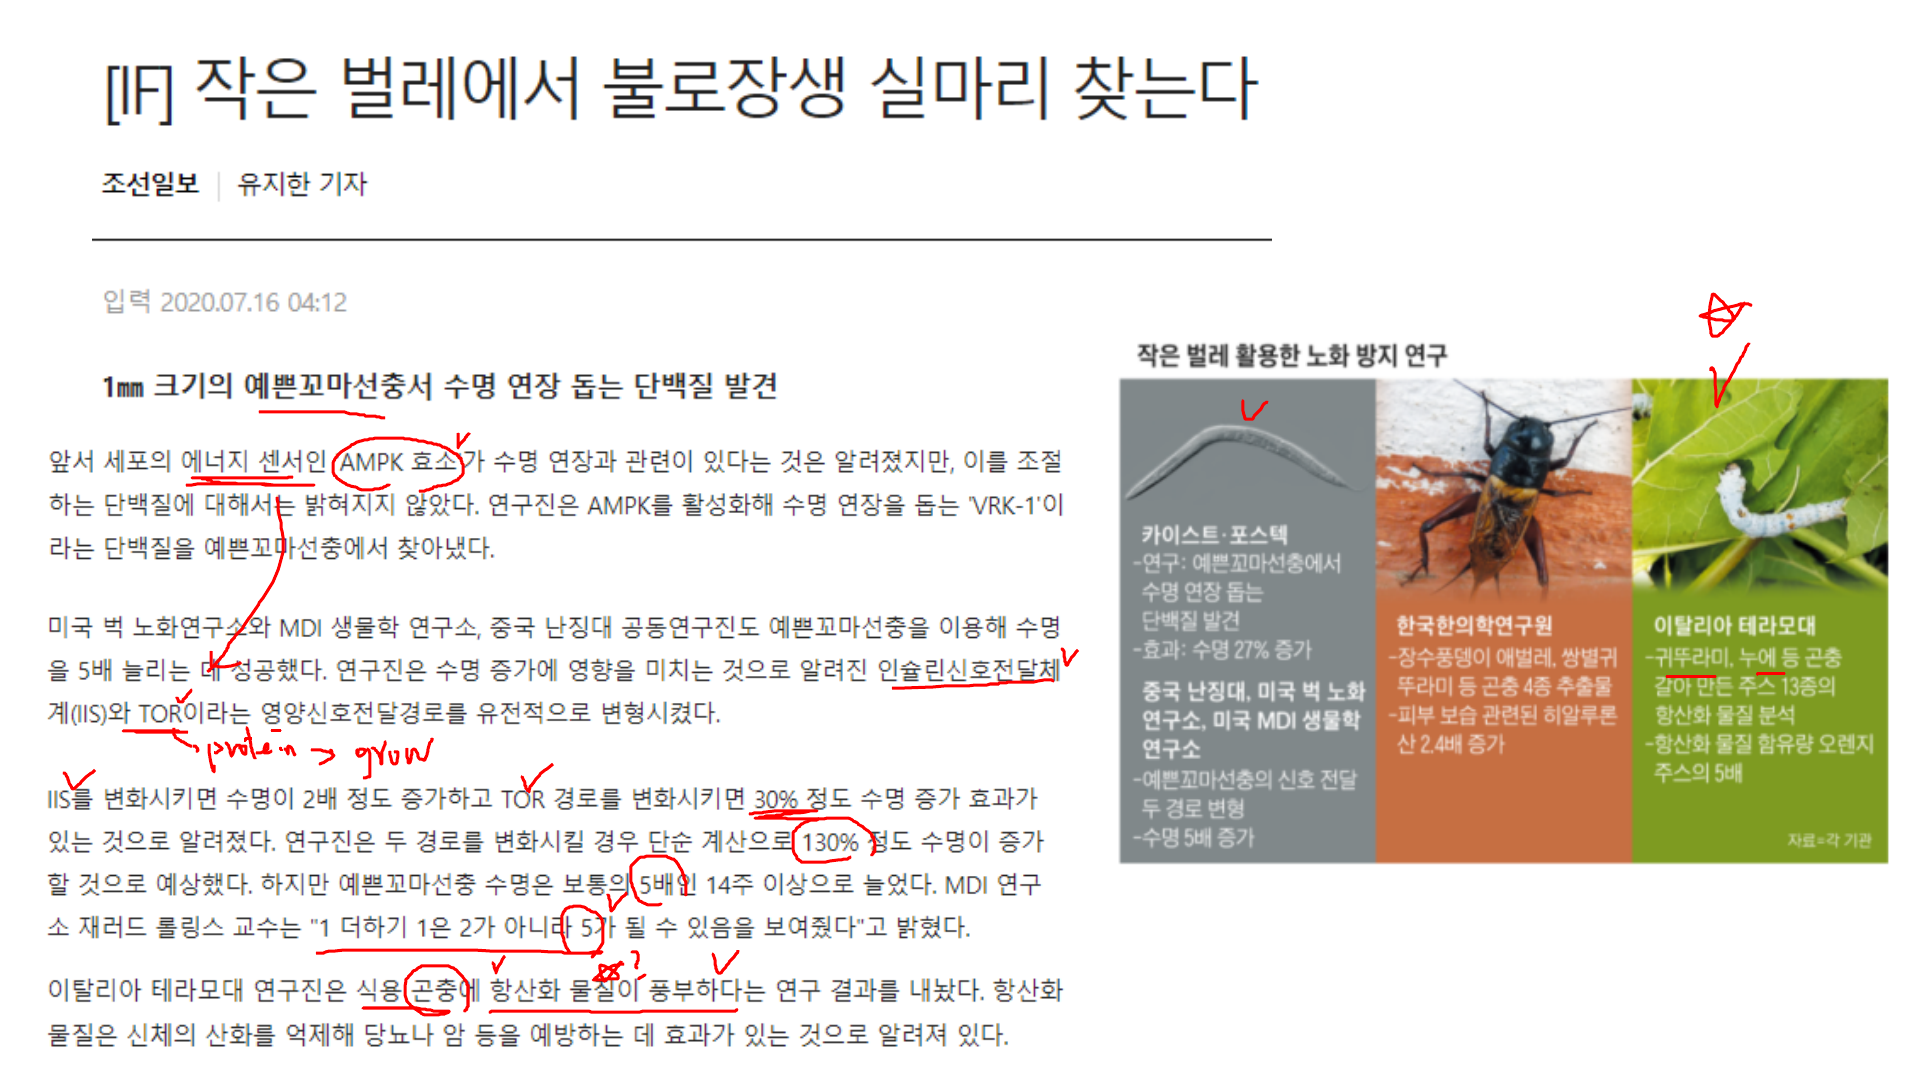 [IF] 작은 벌레에서 불로장생 실마리 찾는다
조선일보 | 유지한 기자
입력 2020.07.16 04:12
1㎜ 크기의 예쁜꼬마선충서 수명 연장 돕는 단백질 발견
앞서 세포의 에너지 센서인 AMPK 효소가 수명 연장과 관련이 있다는 것은 알려졌지만, 이를 조절
하는 단백질에 대해서는 밝혀지지 않았다. 연구진은 AMPK를 활성화해 수명 연장을 돕는 'VRK-1'이
라는 단백질을 예쁜꼬마선충에서 찾아냈다.
미국 벅 노화연구소와 MDI 생물학 연구소, 중국 난징대 공동연구진도 예쁜꼬마선충을 이용해 수명
을 5배 늘리는 데 성공했다. 연구진은 수명 증가에 영향을 미치는 것으로 알려진 인슐린신호전달체
계(IIS)와 TOR이라는 영양신호전달경로를 유전적으로 변형시켰다.
protein → grow
IIS를 변화시키면 수명이 2배 정도 증가하고 TOR 경로를 변화시키면 30% 정도 수명 증가 효과가
있는 것으로 알려졌다. 연구진은 두 경로를 변화시킬 경우 단순 계산으로 130% 정도 수명이 증가
할 것으로 예상했다. 하지만 예쁜꼬마선충 수명은 보통의 5배인 14주 이상으로 늘었다. MDI 연구
소 재러드 롤링스 교수는 "1 더하기 1은 2가 아니라 5가 될 수 있음을 보여줬다"고 밝혔다.
?
이탈리아 테라모대 연구진은 식용 곤충에 항산화 물질이 풍부하다는 연구 결과를 내놨다. 항산화
물질은 신체의 산화를 억제해 당뇨나 암 등을 예방하는 데 효과가 있는 것으로 알려져 있다.
작은 벌레 활용한 노화 방지 연구
카이스트·포스텍
-연구: 예쁜꼬마선충에서
수명 연장 돕는
단백질 발견
-효과: 수명 27% 증가
중국 난징대, 미국 벅 노화
연구소, 미국 MDI 생물학
연구소
-예쁜꼬마선충의 신호 전달
두 경로 변형
-수명 5배 증가
한국한의학연구원
-장수풍뎅이 애벌레, 쌍별귀
뚜라미 등 곤충 4종 추출물
-피부 보습 관련된 히알루론
산 2.4배 증가
이탈리아 테라모대
-귀뚜라미, 누에 등 곤충
갈아 만든 주스 13종의
항산화 물질 분석
-항산화 물질 함유량 오렌지
주스의 5배
자료=각 기관